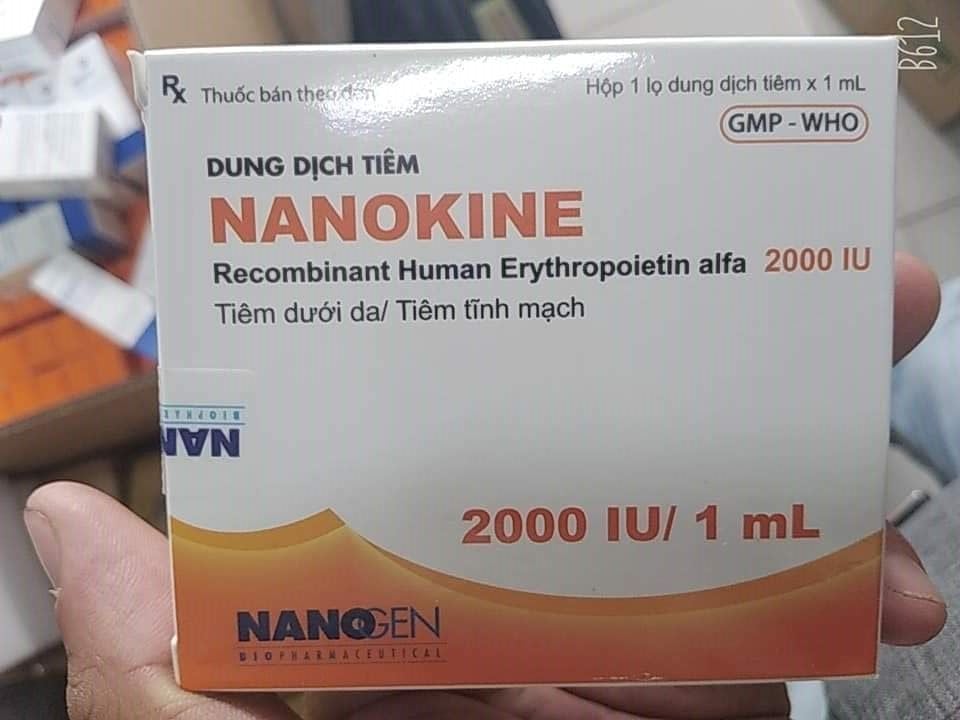 Rx Thuốc bán theo đơn
Hộp 1 lọ dung dịch tiêm x 1 mL
GMP - WHO
DUNG DỊCH TIÊM
NANOKINE
Recombinant Human Erythropoietin alfa 2000 IU
Tiêm dưới da/ Tiêm tĩnh mạch
2000 IU/ 1 mL
NANOGEN
BIOPHARMACEUTICAL
B612